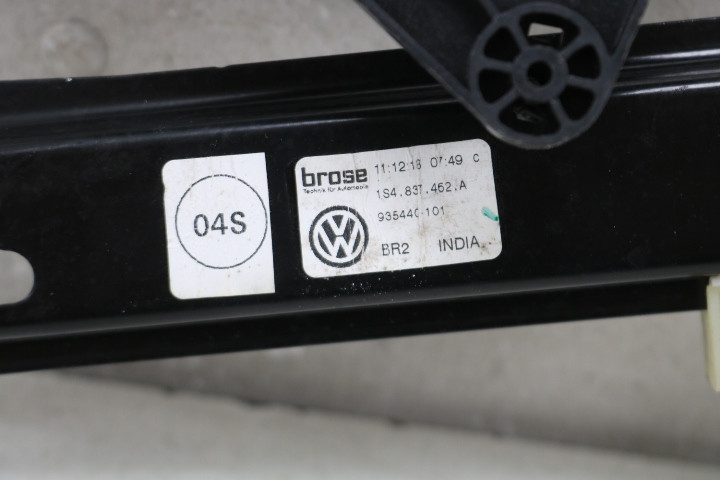 04S
brose
Technik für Automobile
11:12:18 07:49 C
1S4.837.462.A
935440-101
BR2 INDIA